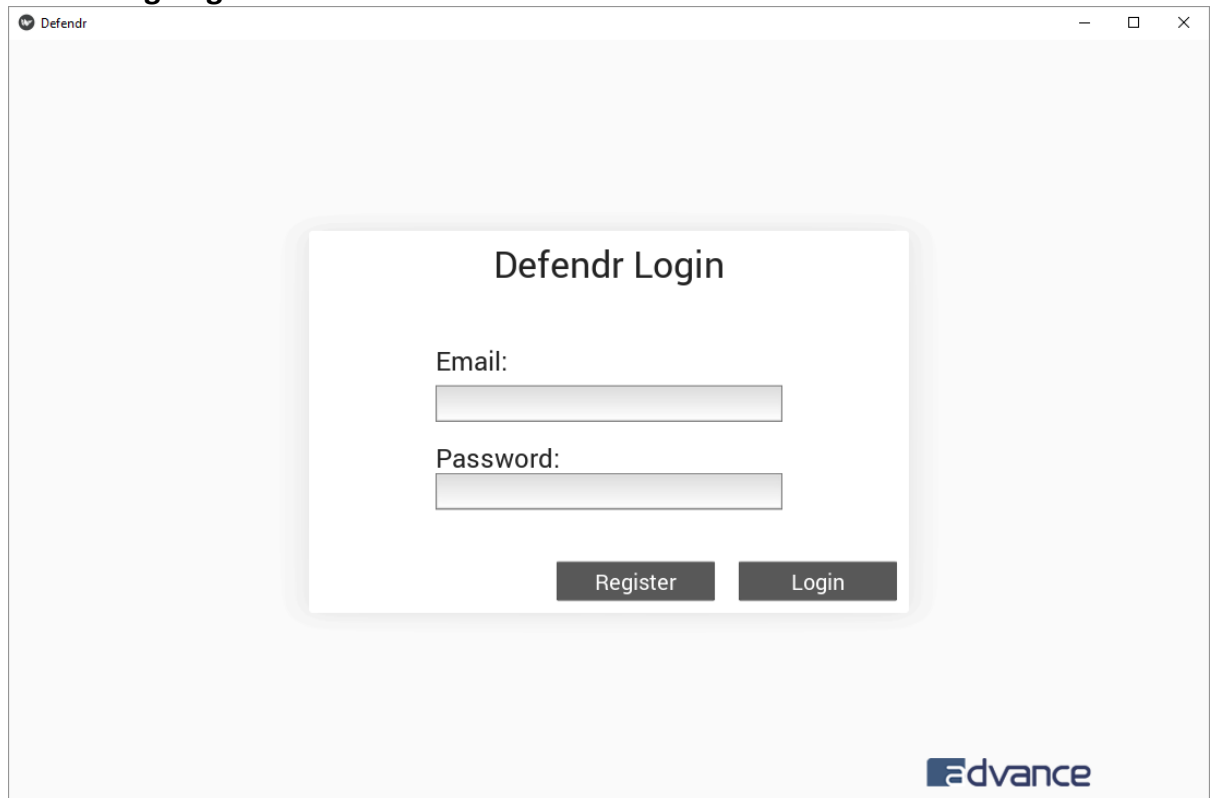 Defendr
Defendr Login
Email:
Password:
Register Login
advance